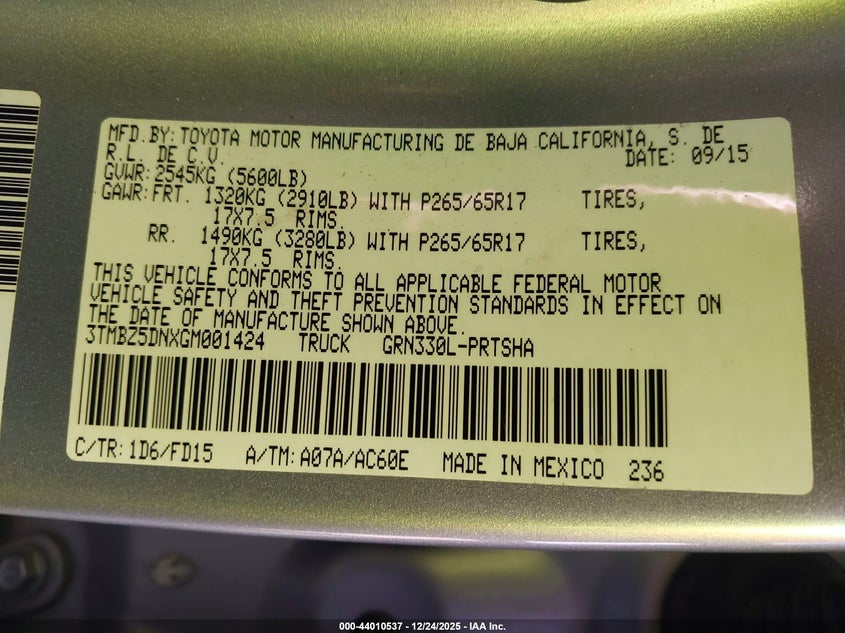 MFD.BY:TOYOTA MOTOR MANUFACTURING DE BAJA CALIFORNIA, S. DE
R.L. DE C.V. DATE: 09/15
GVWR:2545KG (5600LB)
GAWR:FRT. 1320KG (2910LB) WITH P265/65R17 TIRES,
17X7.5 RIMS.
RR. 1490KG (3280LB) WITH P265/65R17 TIRES,
17X7.5 RIMS.
THIS VEHICLE CONFORMS TO ALL APPLICABLE FEDERAL MOTOR
VEHICLE SAFETY AND THEFT PREVENTION STANDARDS IN EFFECT ON
THE DATE OF MANUFACTURE SHOWN ABOVE.
3TMBZ5DNXGM001424 TRUCK GRN330L-PRTSHA
C/TR:1D6/FD15 A/TM:A07A/AC60E MADE IN MEXICO 236
000-44010537 - 12/24/2025 - IAA Inc.